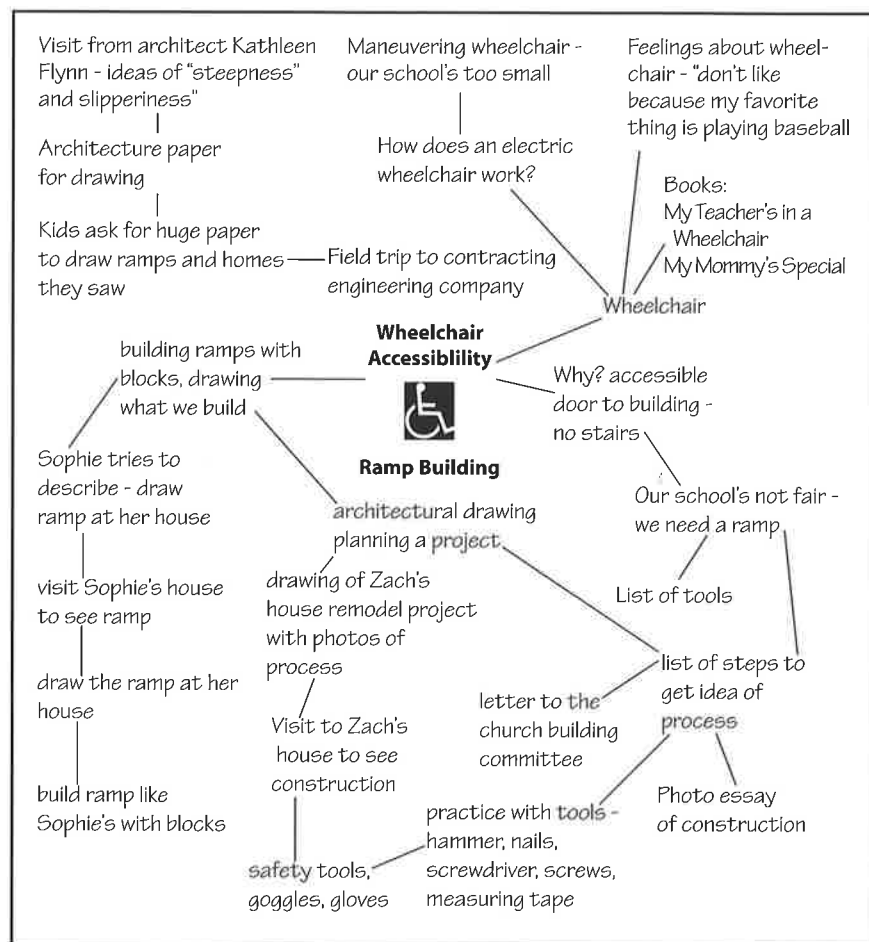 Visit from architect Kathleen
Flynn - ideas of "steepness"
and slipperiness"
Architecture paper
for drawing
Kids ask for huge paper
to draw ramps and homes
they saw
Field trip to contracting
engineering company
Maneuvering wheelchair -
our school's too small
How does an electric
wheelchair work?
Feelings about wheel-
chair - "don't like
because my favorite
thing is playing baseball
Books:
My Teacher's in a
Wheelchair
My Mommy's Special
Wheelchair
Wheelchair
Accessiblility
Ramp Building
building ramps with
blocks, drawing
what we build
Why? accessible
door to building -
no stairs
Sophie tries to
describe - draw
ramp at her house
visit Sophie's house
to see ramp
draw the ramp at her
house
build ramp like
Sophie's with blocks
architectural drawing
planning a project
drawing of Zach's
house remodel project
with photos of
process
Visit to Zach's
house to see
construction
safety tools,
goggles, gloves
practice with tools -
hammer, nails,
screwdriver, screws,
measuring tape
Our school's not fair -
we need a ramp
List of tools
list of steps to
get idea of
process
letter to the
church building
committee
Photo essay
of construction